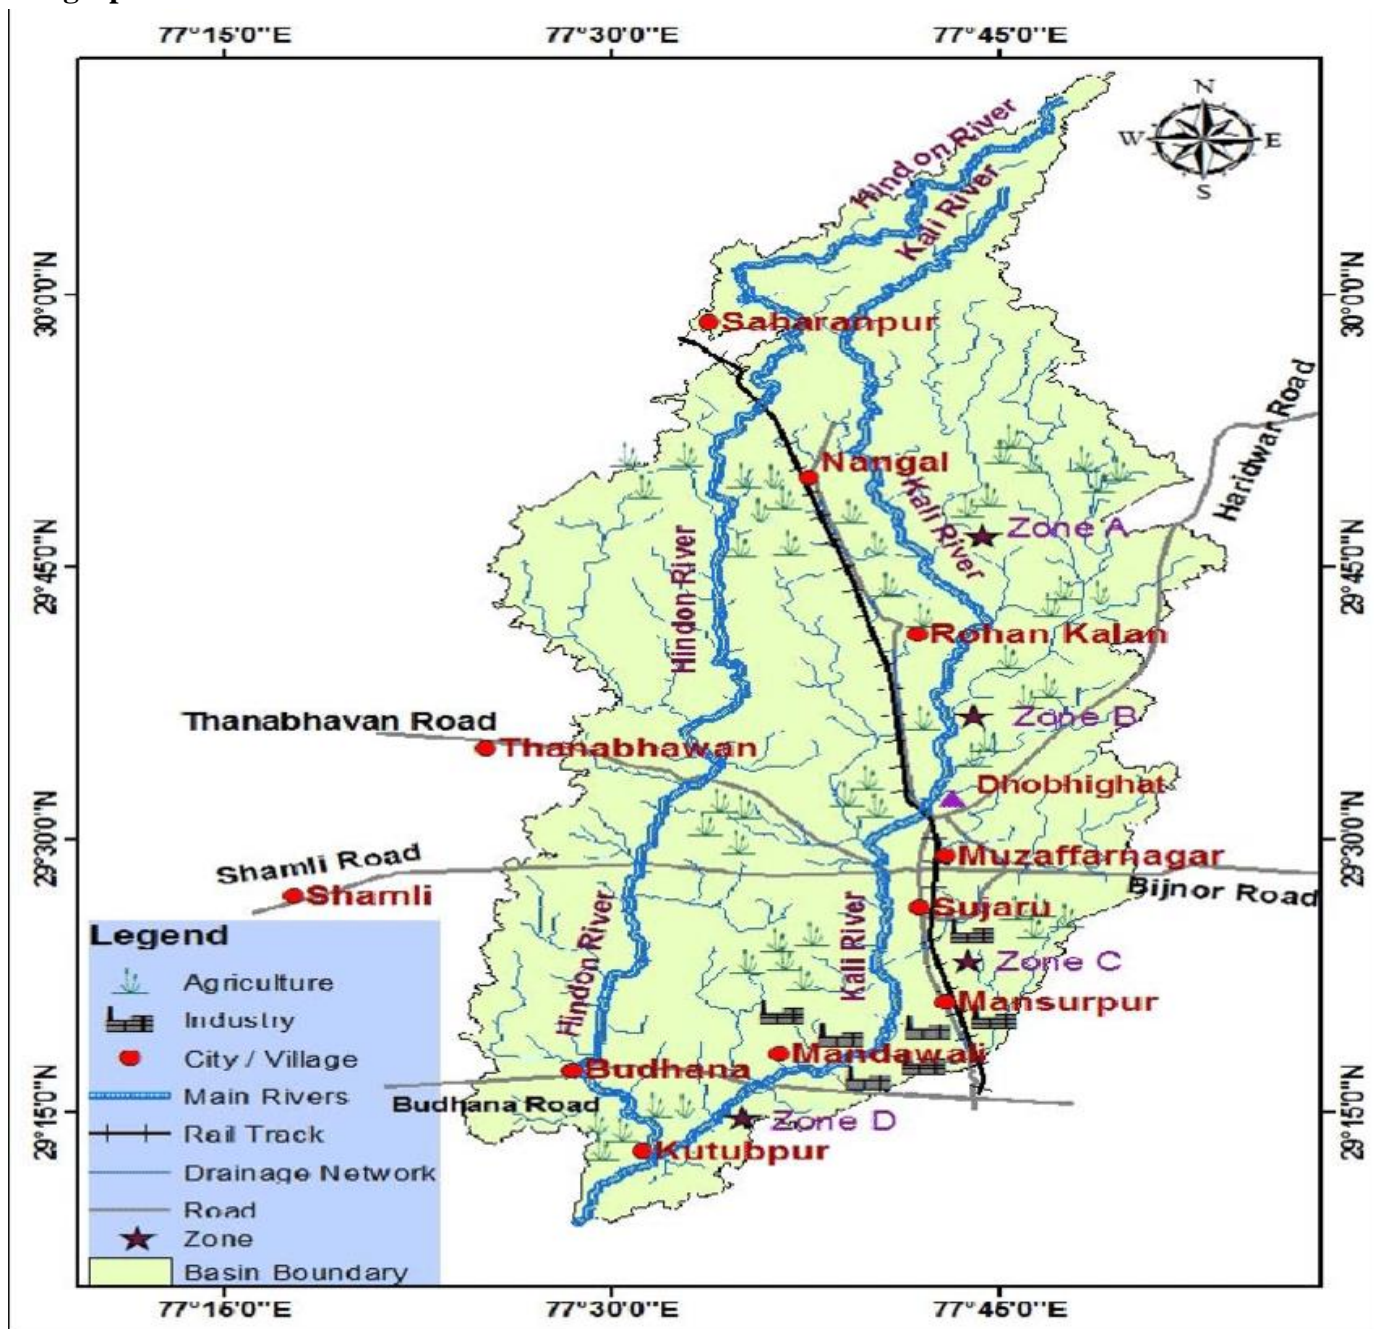 77°15'0"E 77°30'0"E 77°45'0"E
N
W E
S
Hindon River
Kali River
30°0'0"N 30°0'0"N
Saharanpur
Haridwar Road
Nangal
Kali River
Zone A
29°45'0"N 29°45'0"N
Hindon River
Rohan Kalan
Thanabhavan Road
Zone B
Thanabhawan
Dhobhighat
29°30'0"N 29°30'0"N
Shamli Road
Muzaffarnagar
Bijnor Road
Shamli
Sujaru
Hindon River
Kali River
Zone C
Mansurpur
Mandawali
Budhana
Budhana Road
29°15'0"N 29°15'0"N
Zone D
Kutubpur
Legend
Agriculture
Industry
City / Village
Main Rivers
Rail Track
Drainage Network
Road
Zone
Basin Boundary
77°15'0"E 77°30'0"E 77°45'0"E